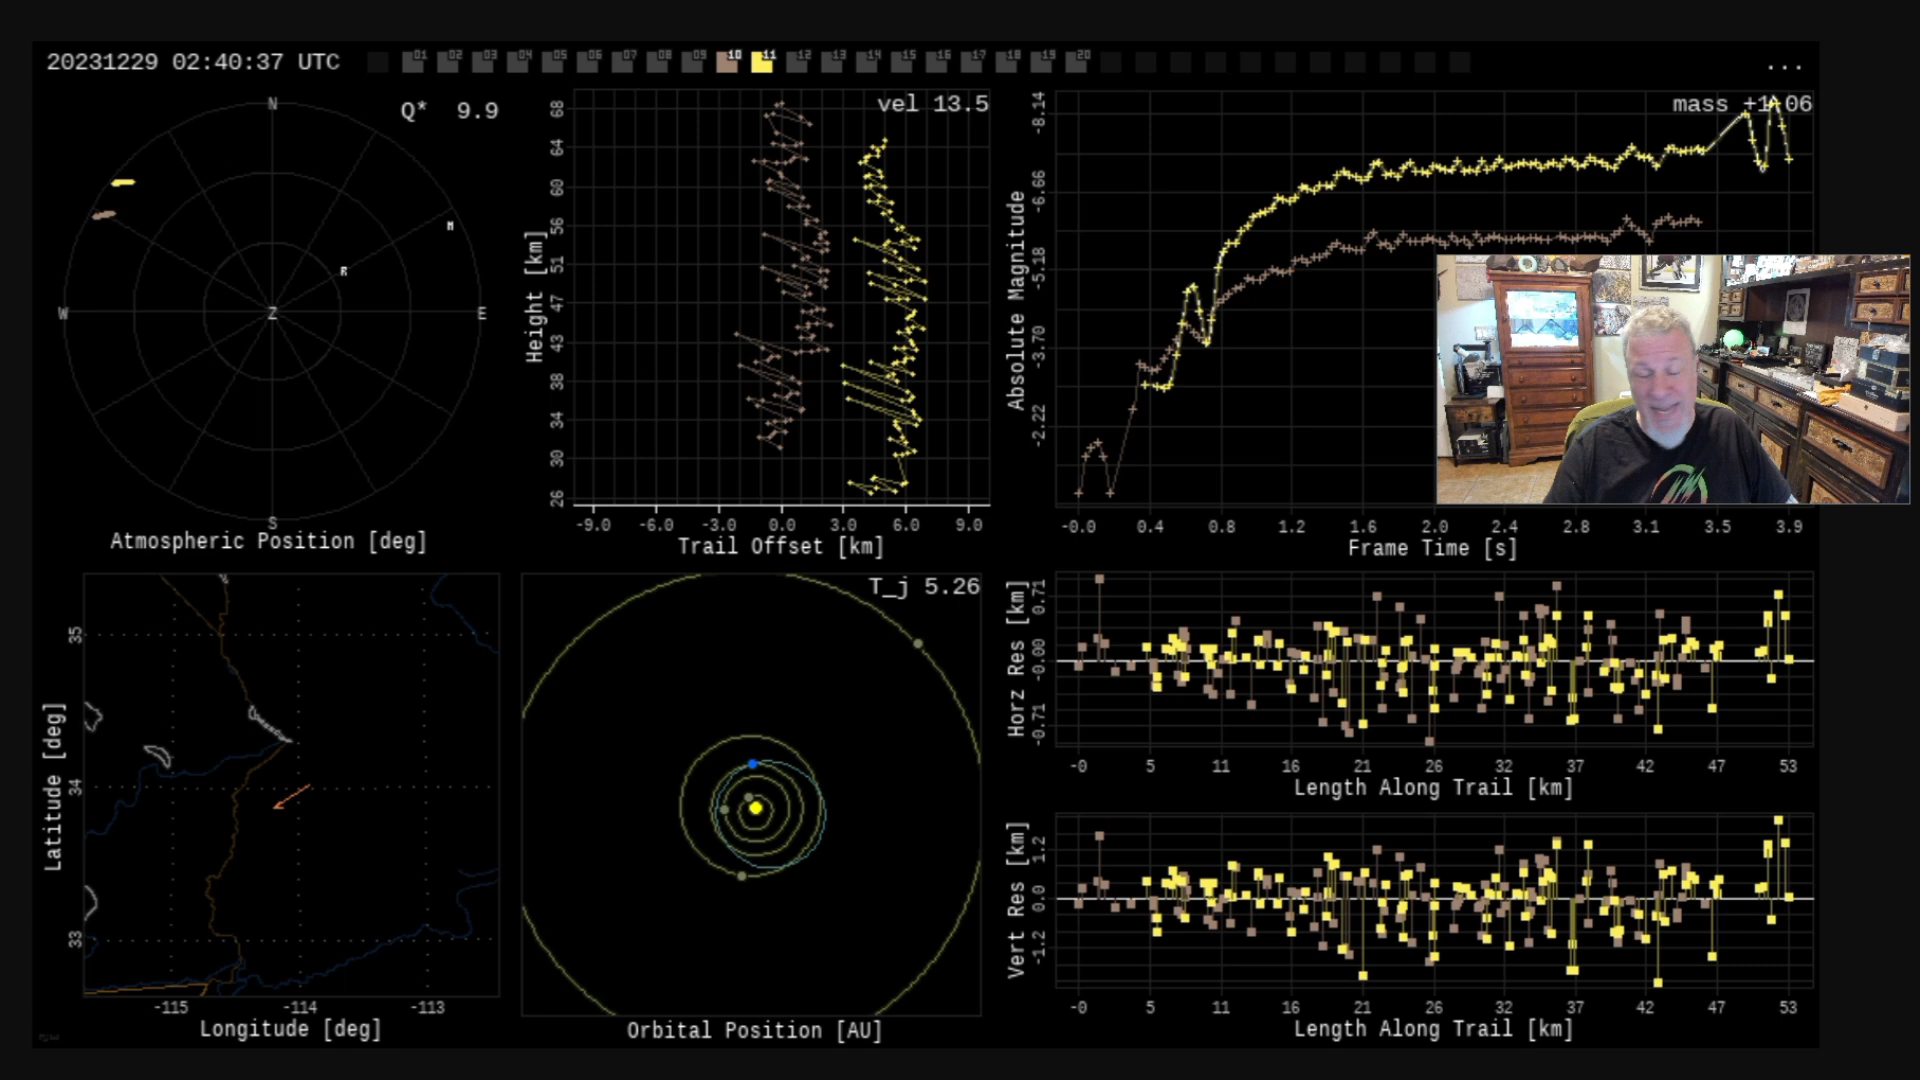 20231229 02:40:37 UTC
01 02 03 04 05 06 07 08 09 10 11 12 13 14 15 16 17 18 19 20
...
Q* 9.9
N
M
R
W
Z
E
S
Atmospheric Position [deg]
vel 13.5
Height [km]
68
64
60
56
51
47
43
38
34
30
26
-9.0 -6.0 -3.0 0.0 3.0 6.0 9.0
Trail Offset [km]
mass +1.06
Absolute Magnitude
-8.14
-6.66
-5.18
-3.70
-2.22
-0.0 0.4 0.8 1.2 1.6 2.0 2.4 2.8 3.1 3.5 3.9
Frame Time [s]
Latitude [deg]
35
34
33
-115 -114 -113
Longitude [deg]
T_j 5.26
Orbital Position [AU]
Horz Res [km]
0.71
-0.00
-0.71
-0 5 11 16 21 26 32 37 42 47 53
Length Along Trail [km]
Vert Res [km]
1.2
0.0
-1.2
-0 5 11 16 21 26 32 37 42 47 53
Length Along Trail [km]